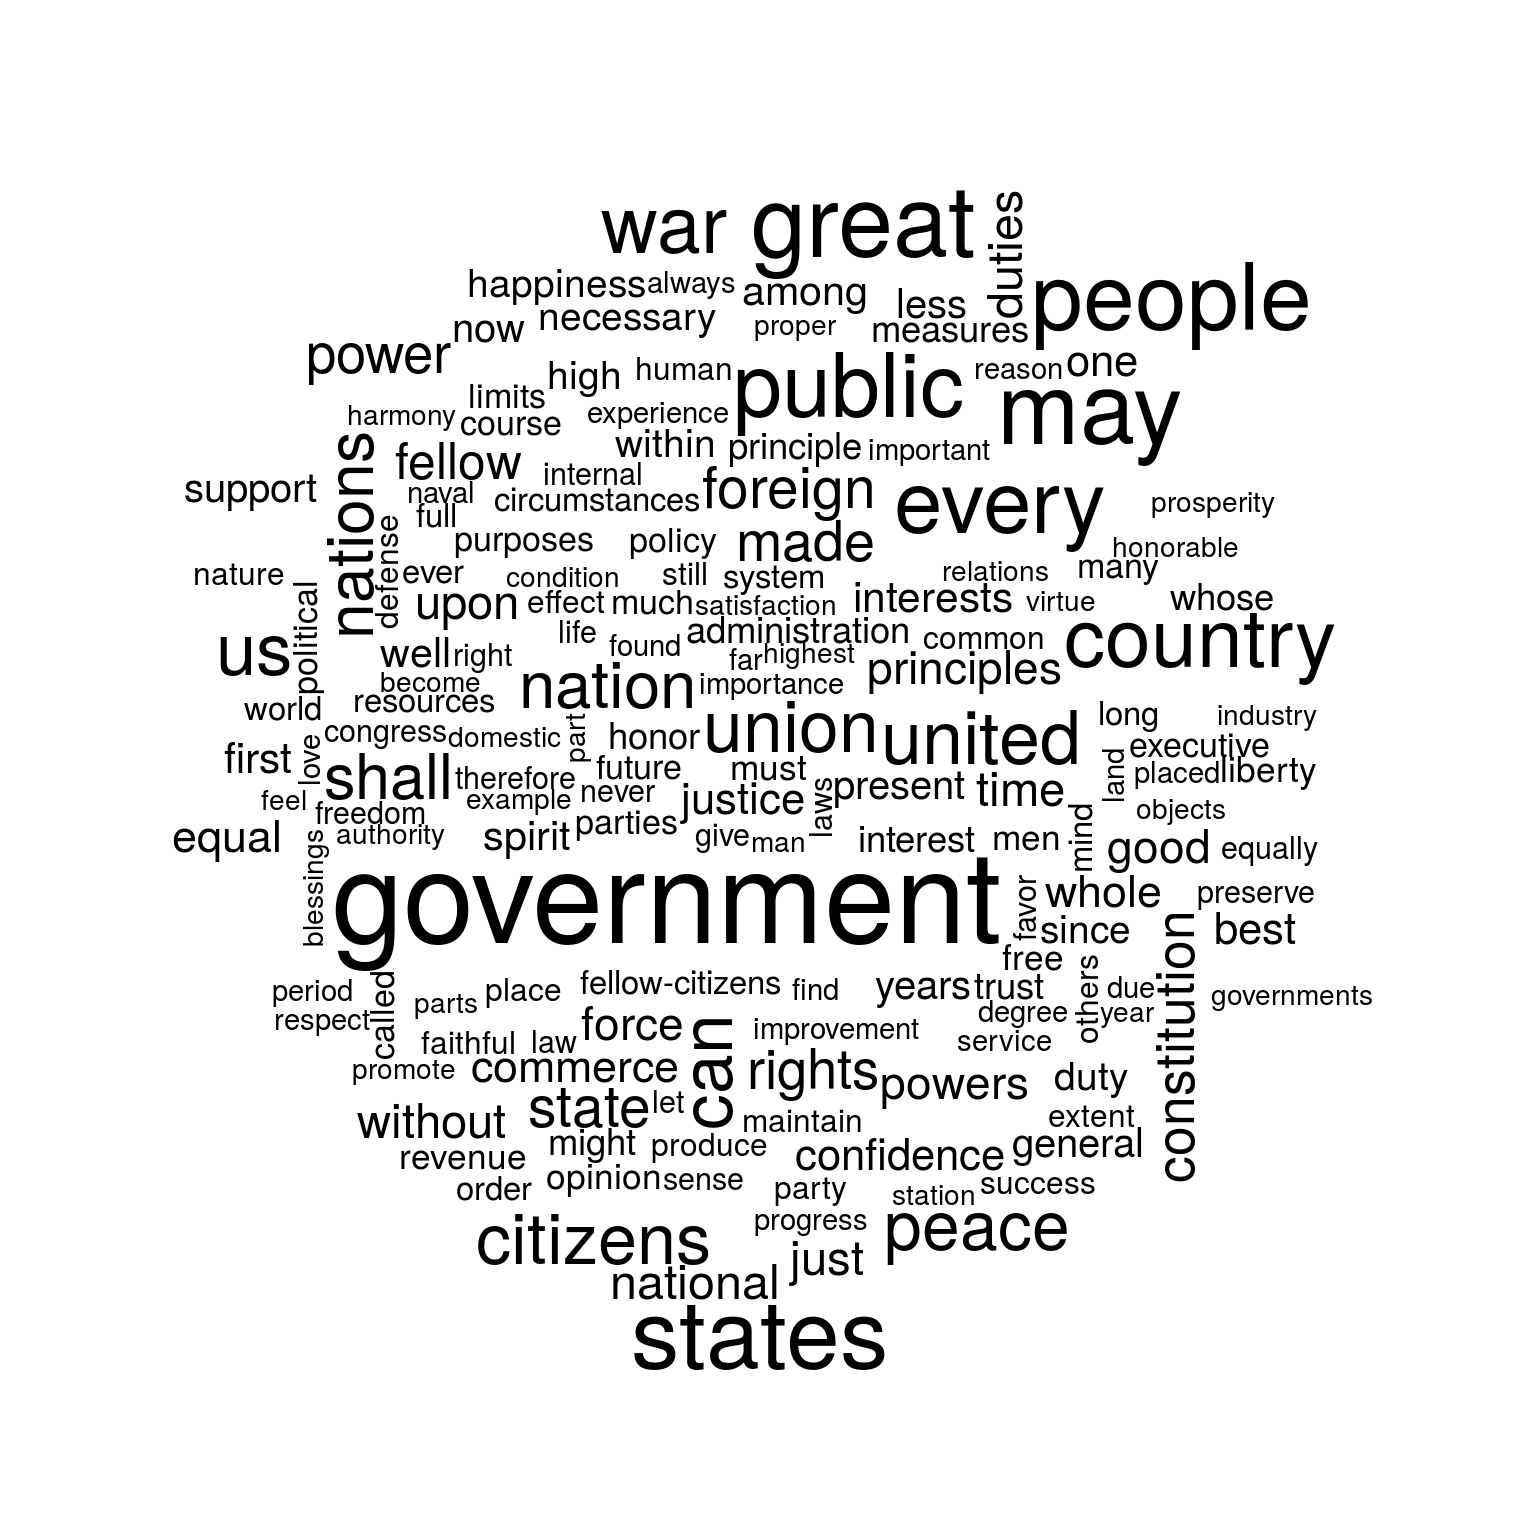 war great
duties
people
happiness always among less
now necessary proper measures
power
high human public reason one
limits may
harmony course experience
within principle important
nations fellow internal
support naval circumstances foreign every prosperity
full
defense purposes policy made honorable
nature ever condition still system relations many
political upon effect much satisfaction interests virtue whose
us life found administration common country
well right far highest principles
become nation importance
world resources
congress domestic part honor union united long industry
first love shall therefore future must executive
land placed liberty
feel example never justice laws present time objects
freedom
equal authority spirit parties give man interest men mind good equally
blessings government favor whole preserve
since constitution best
free
period called parts place fellow-citizens find years trust others due governments
respect degree year
faithful law force can improvement service
promote commerce rights powers duty
without state let maintain extent
revenue might produce confidence general
order opinion sense party station success
citizens progress peace
national just
states